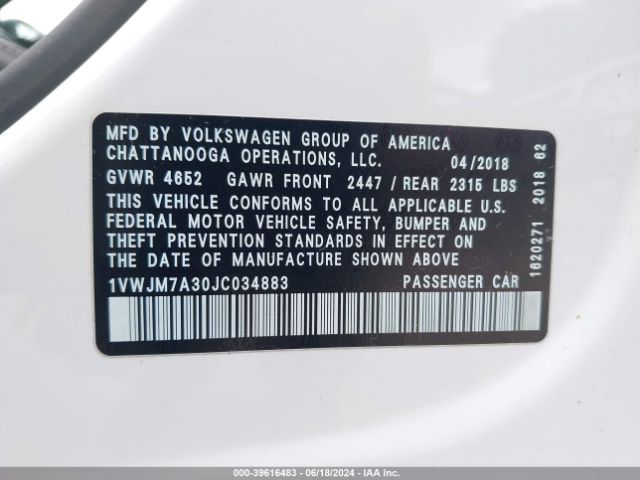 MFD BY VOLKSWAGEN GROUP OF AMERICA
CHATTANOOGA OPERATIONS, LLC. 04/2018
GVWR 4652 GAWR FRONT 2447 / REAR 2315 LBS
THIS VEHICLE CONFORMS TO ALL APPLICABLE U.S.
FEDERAL MOTOR VEHICLE SAFETY, BUMPER AND
THEFT PREVENTION STANDARDS IN EFFECT ON
THE DATE OF MANUFACTURE SHOWN ABOVE
1VWJM7A30JC034883 PASSENGER CAR
1620271 2018 62
000-39616483 - 06/18/2024 - IAA Inc.